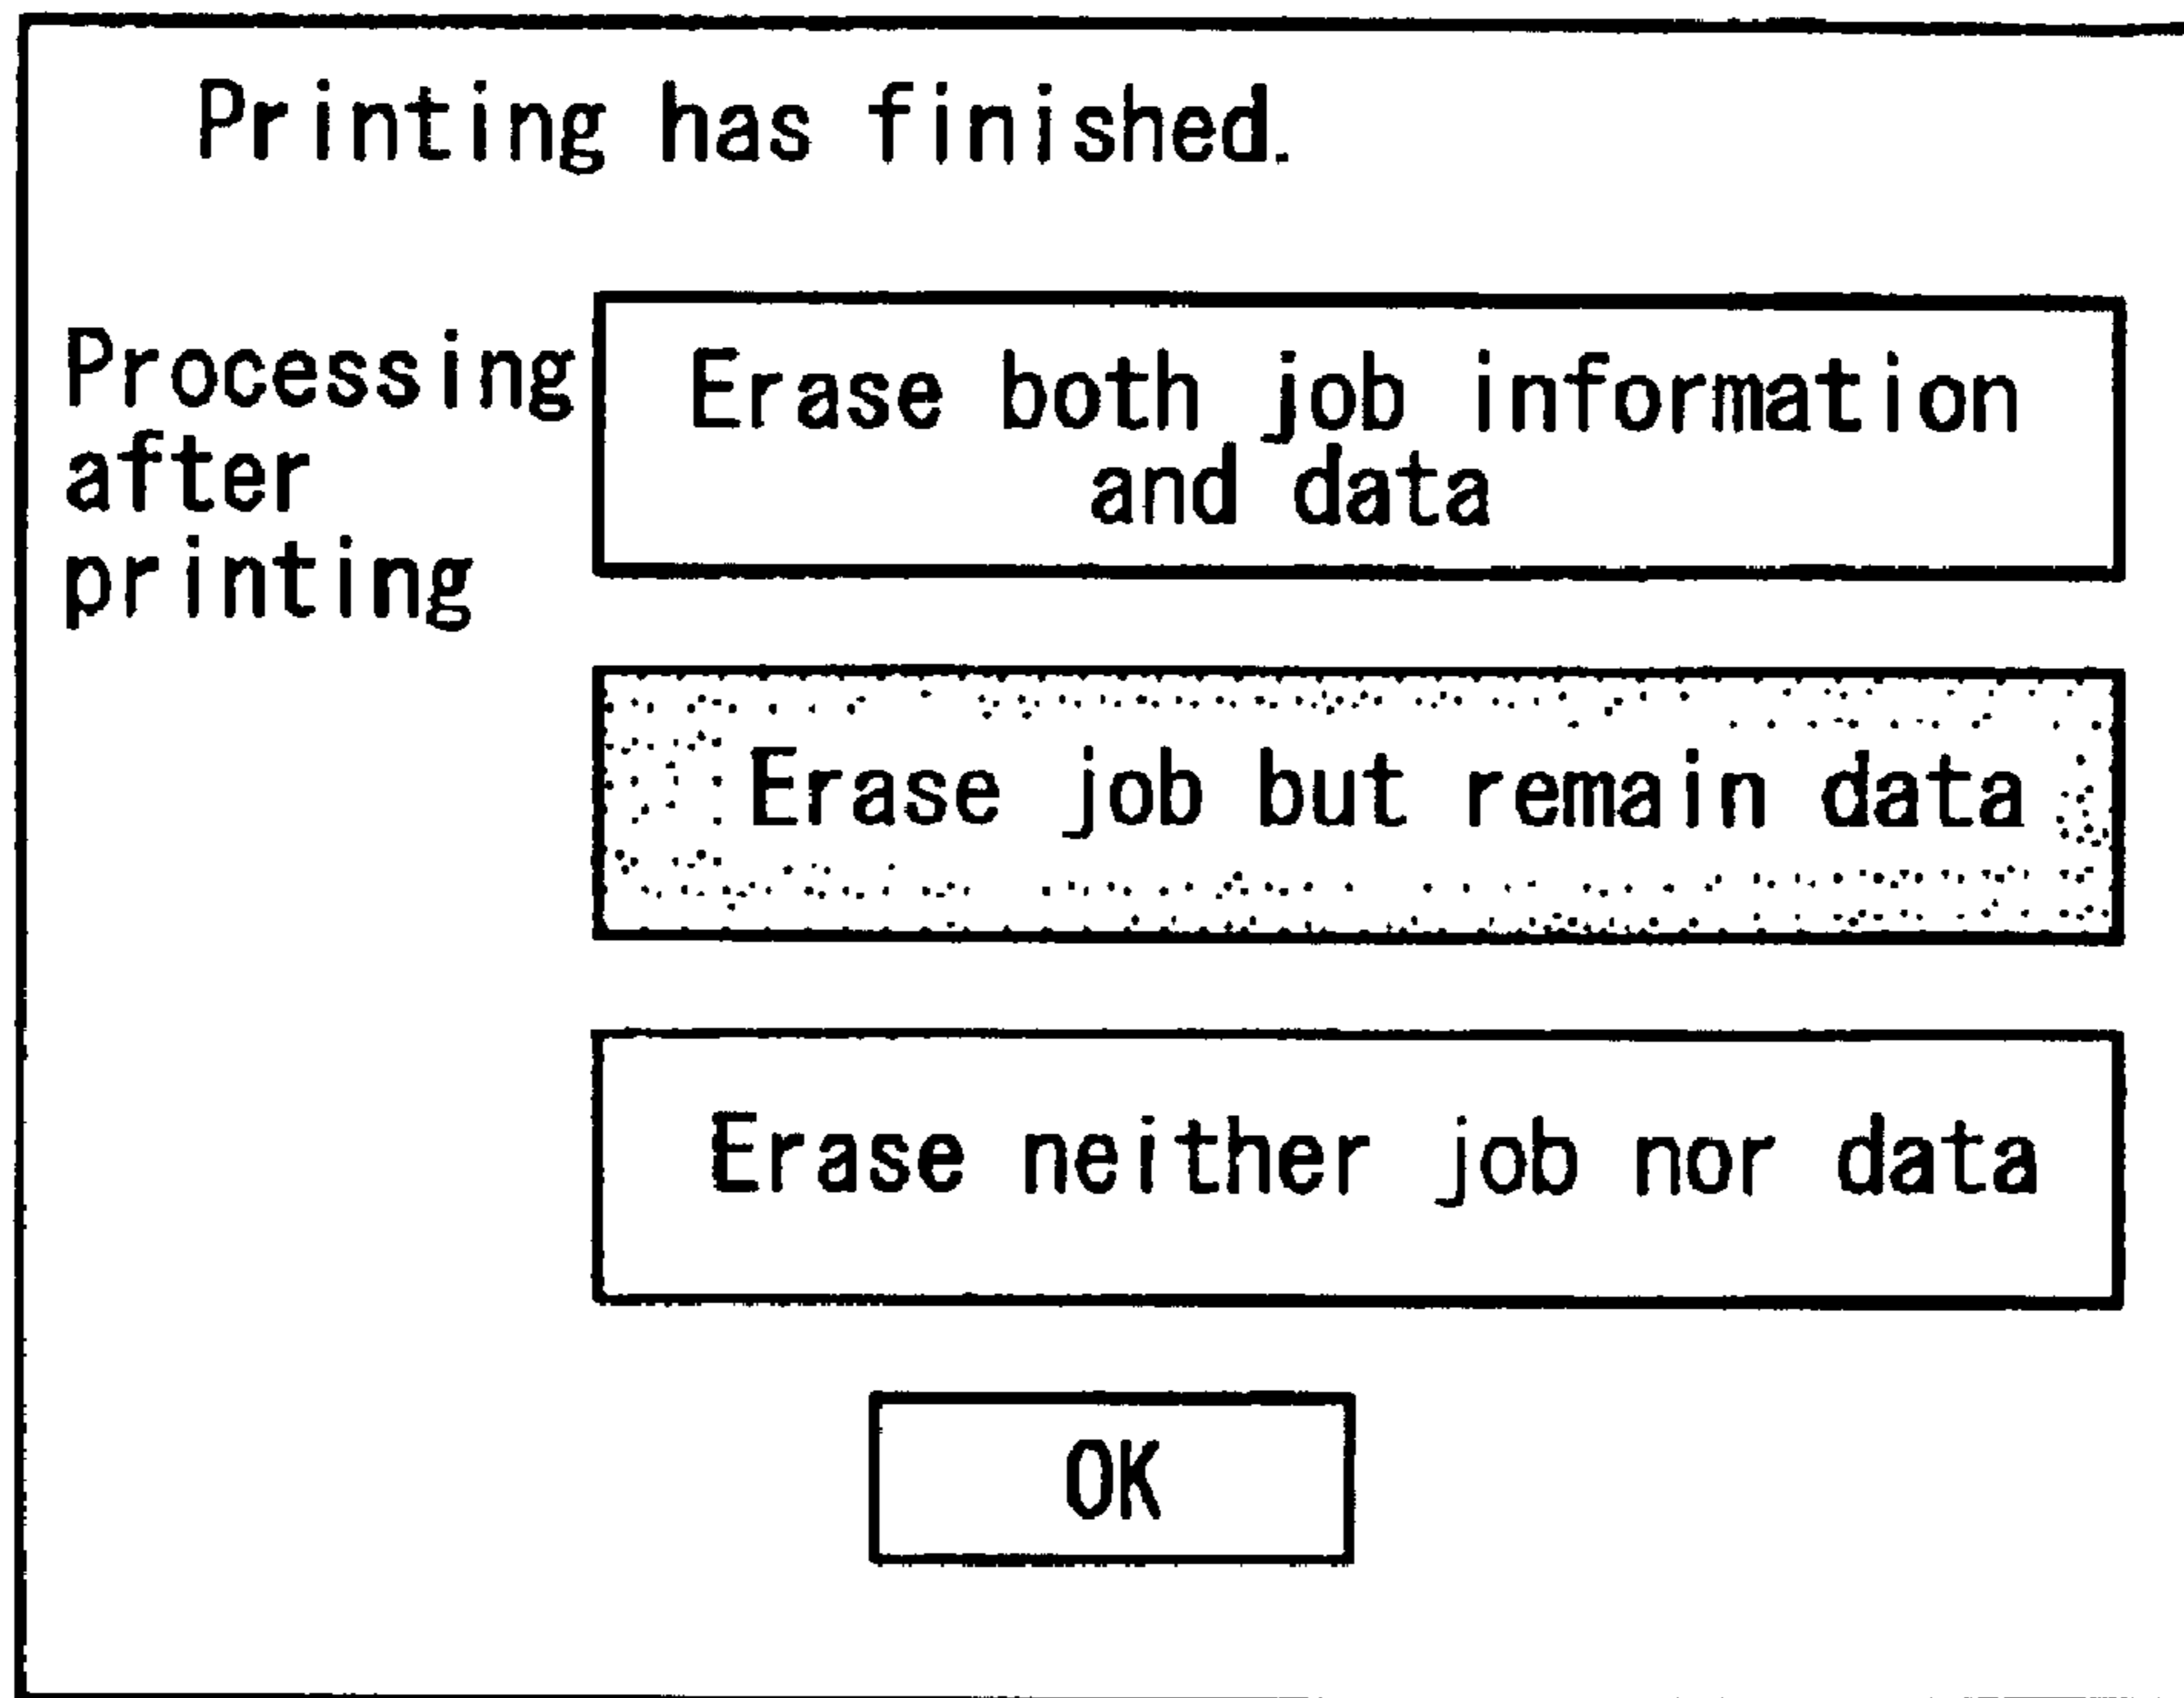 Printing has finished.
Processing
after
printing
Erase both job information
and data
Erase job but remain data
Erase neither job nor data
OK